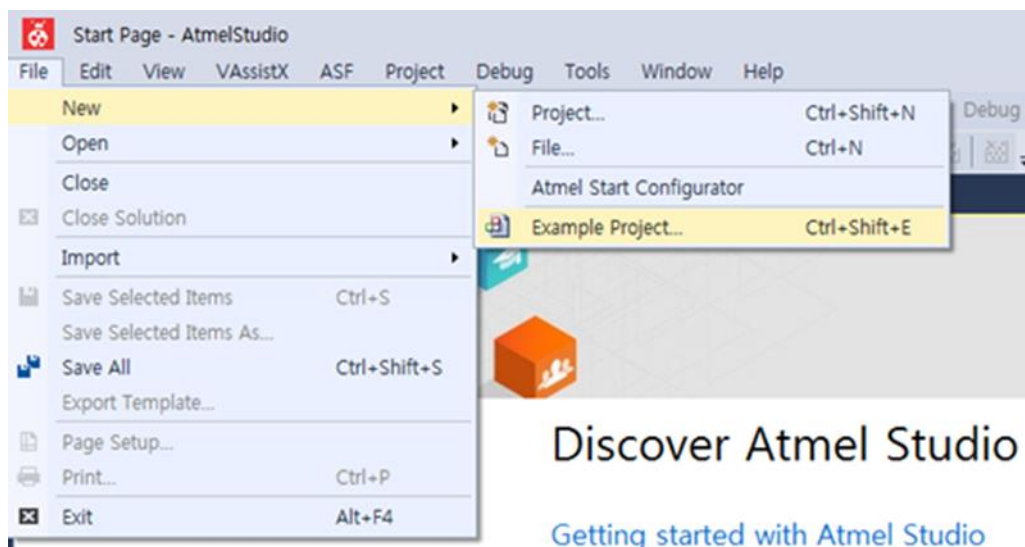 Start Page - AtmelStudio
File Edit View VAssistX ASF Project Debug Tools Window Help
New
Open
Close
Close Solution
Import
Save Selected Items Ctrl+S
Save Selected Items As...
Save All Ctrl+Shift+S
Export Template...
Page Setup...
Print... Ctrl+P
Exit Alt+F4
Project... Ctrl+Shift+N
File... Ctrl+N
Atmel Start Configurator
Example Project... Ctrl+Shift+E
Debug
Discover Atmel Studio
Getting started with Atmel Studio